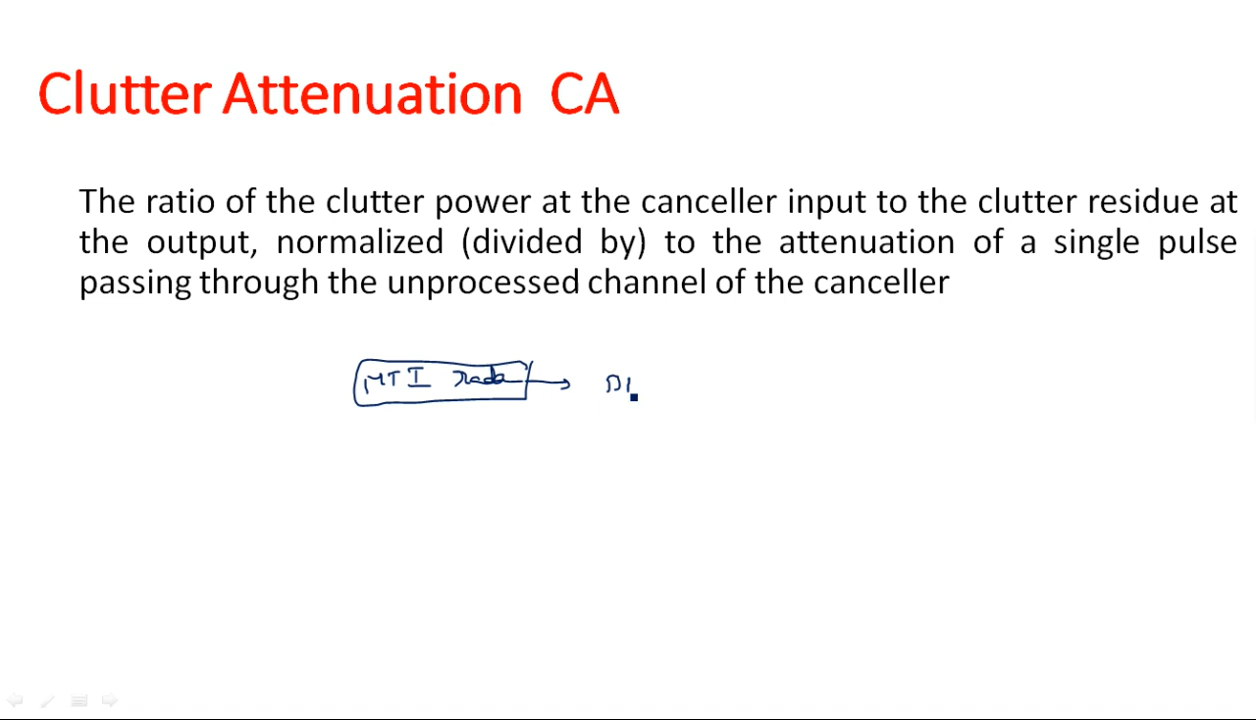 Clutter Attenuation CA
The ratio of the clutter power at the canceller input to the clutter residue at
the output, normalized (divided by) to the attenuation of a single pulse
passing through the unprocessed channel of the canceller
MTI